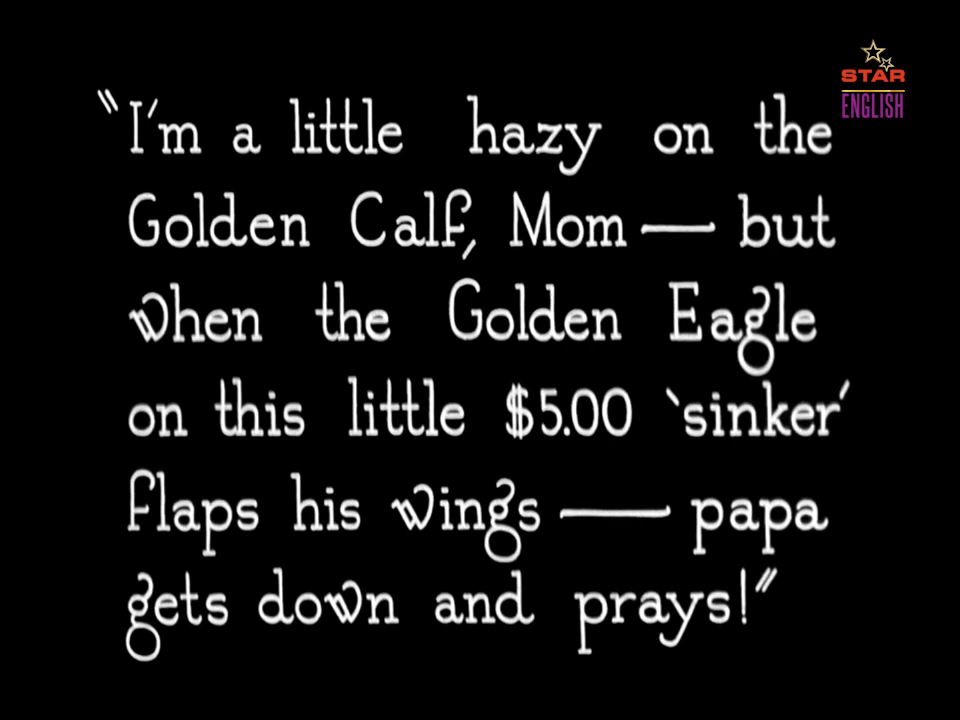 STAR
ENGLISH
"I'm a little hazy on the
Golden Calf, Mom — but
when the Golden Eagle
on this little $5.00 'sinker'
flaps his wings — papa
gets down and prays!"